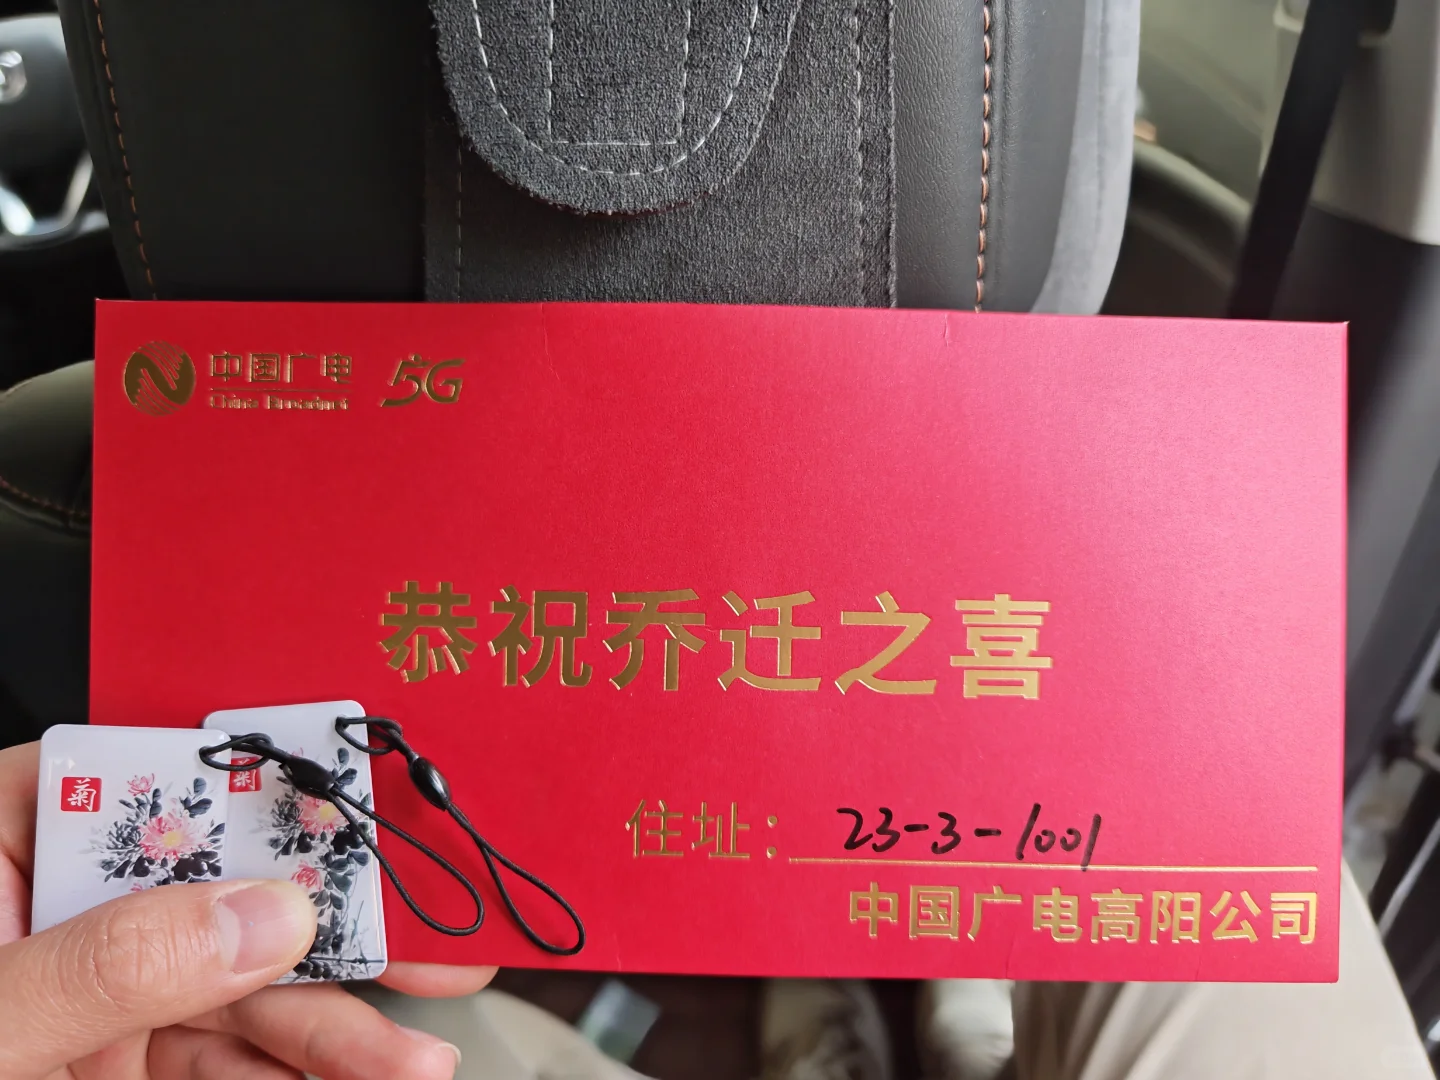 中国广电 5G
恭祝乔迁之喜
菊
菊
住址：23-3-1001
中国广电高阳公司